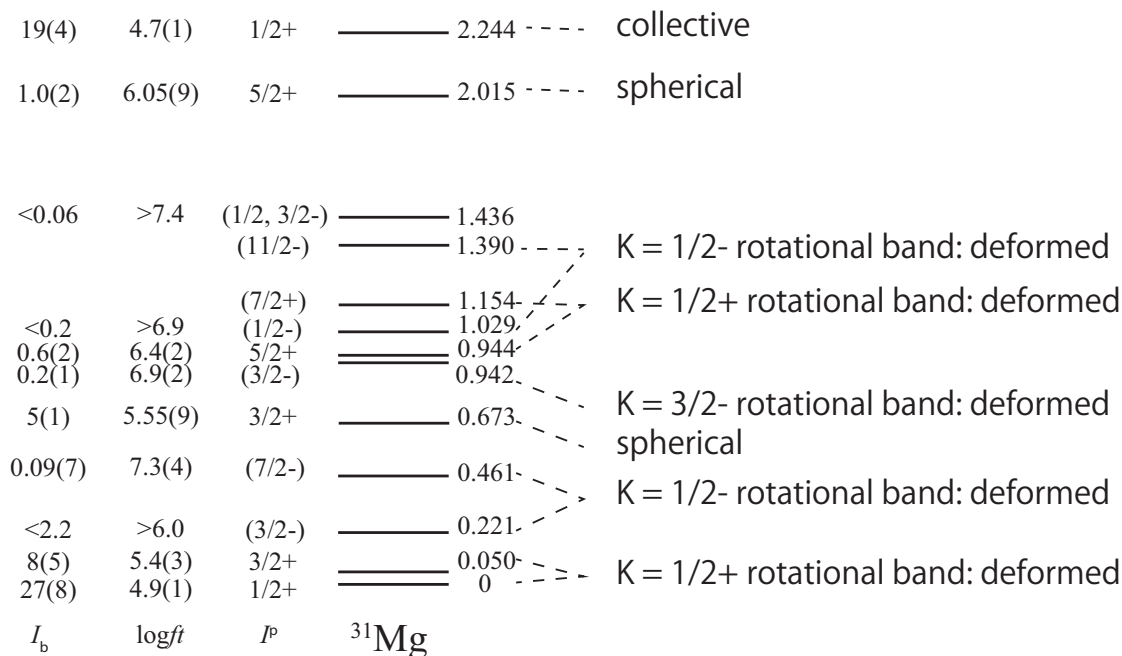 19(4) 4.7(1) 1/2+ 2.244 collective
1.0(2) 6.05(9) 5/2+ 2.015 spherical
<0.06 >7.4 (1/2, 3/2-) 1.436
(11/2-) 1.390 K = 1/2- rotational band: deformed
(7/2+) 1.154 K = 1/2+ rotational band: deformed
<0.2 >6.9 (1/2-) 1.029
0.6(2) 6.4(2) 5/2+ 0.944
0.2(1) 6.9(2) (3/2-) 0.942 K = 3/2- rotational band: deformed
5(1) 5.55(9) 3/2+ 0.673 spherical
0.09(7) 7.3(4) (7/2-) 0.461 K = 1/2- rotational band: deformed
<2.2 >6.0 (3/2-) 0.221
8(5) 5.4(3) 3/2+ 0.050 K = 1/2+ rotational band: deformed
27(8) 4.9(1) 1/2+ 0
Ib logft Ip 31Mg